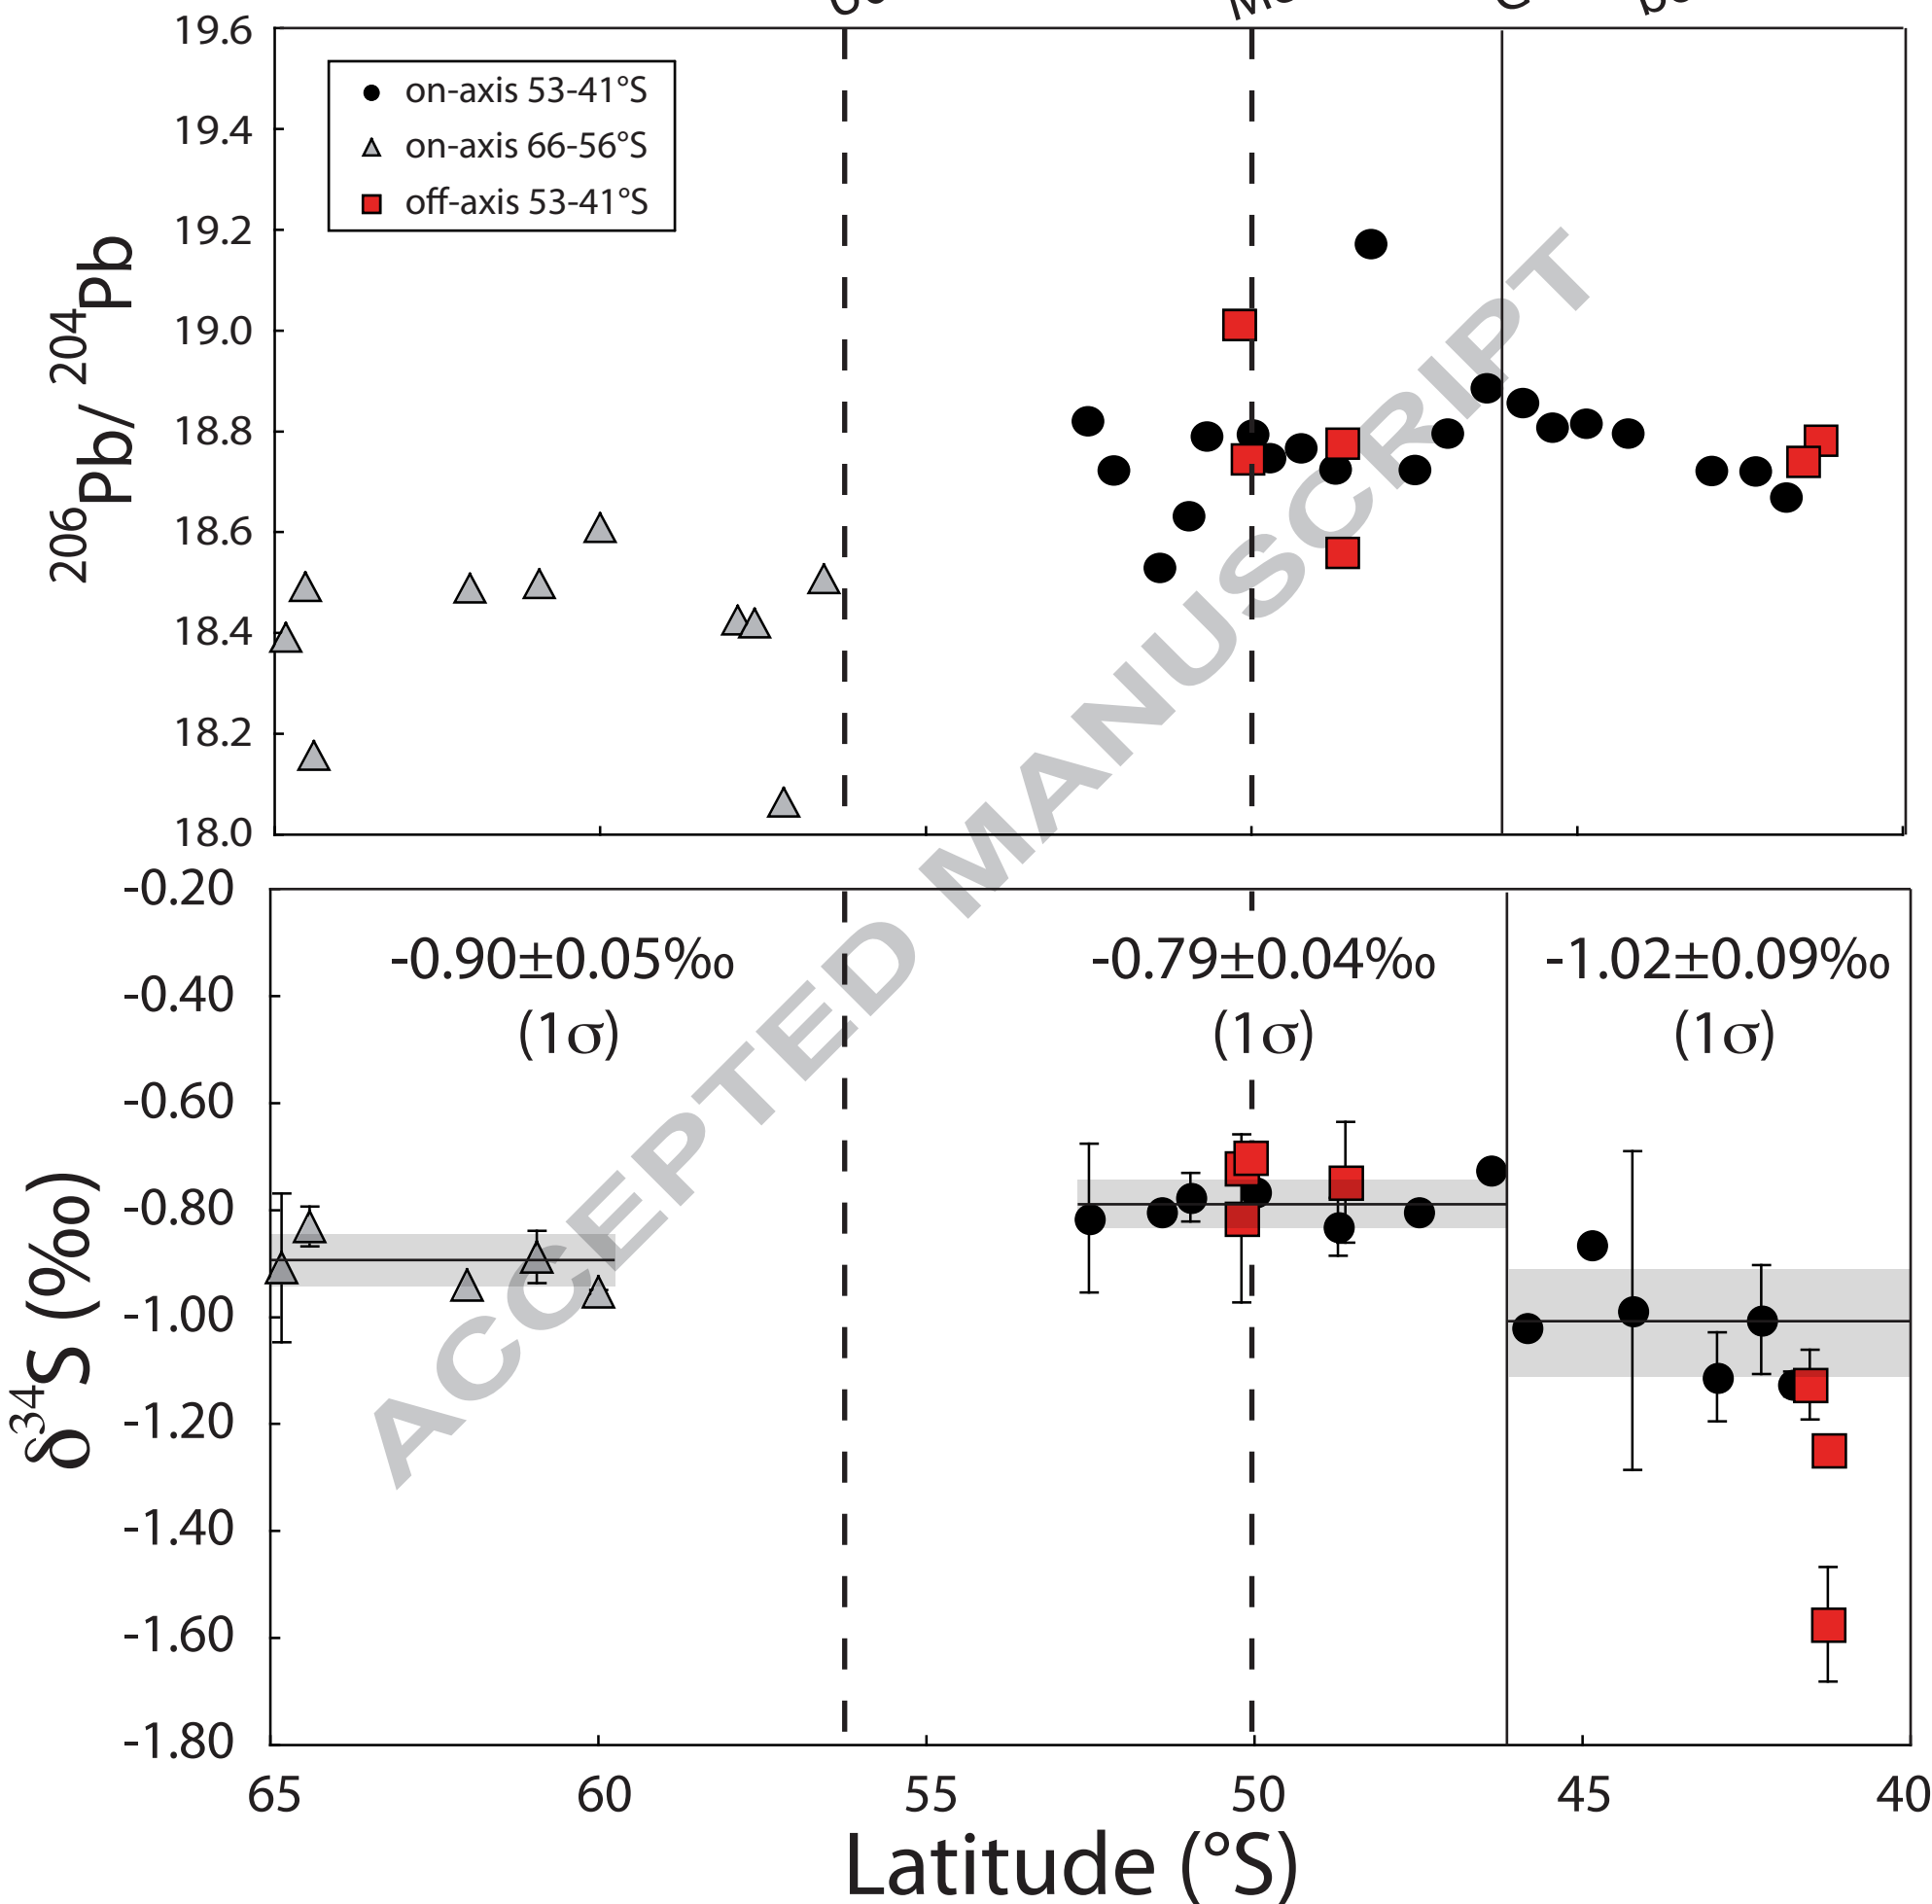 19.6
19.4
19.2
19.0
18.8
18.6
18.4
18.2
18.0
206Pb/ 204Pb
on-axis 53-41°S
on-axis 66-56°S
off-axis 53-41°S
ACCEPTED MANUSCRIPT
-0.20
-0.40
-0.60
-0.80
-1.00
-1.20
-1.40
-1.60
-1.80
δ34S (‰)
-0.90±0.05‰
(1σ)
-0.79±0.04‰
(1σ)
-1.02±0.09‰
(1σ)
65 60 55 50 45 40
Latitude (°S)